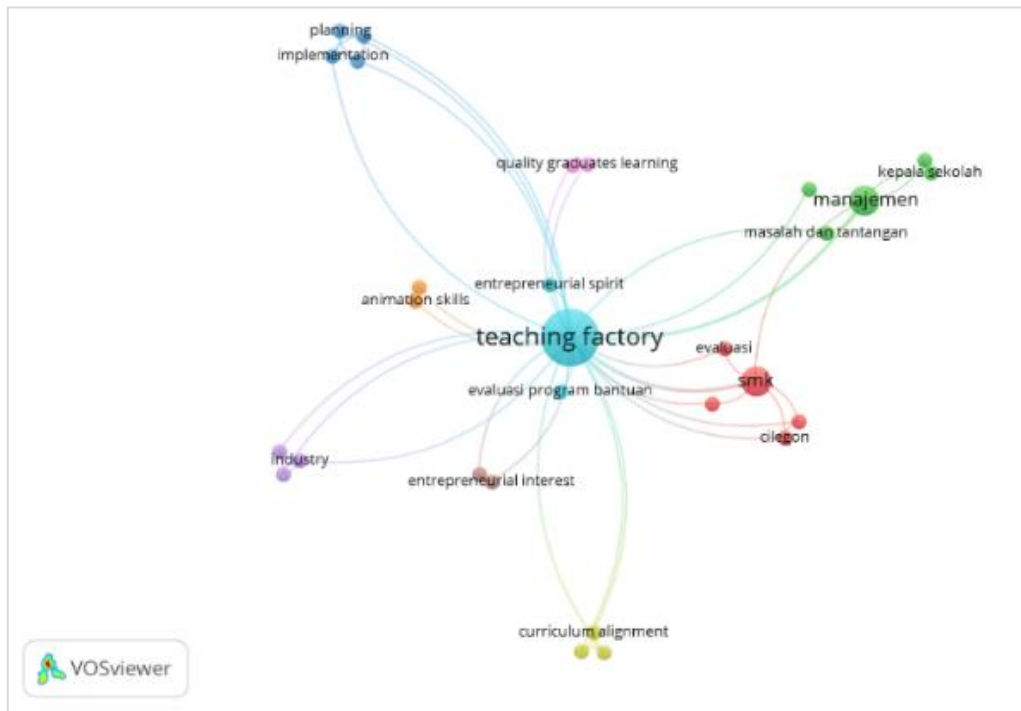 planning
implementation
quality graduates learning
kepala sekolah
manajemen
masalah dan tantangan
entrepreneurial spirit
animation skills
teaching factory
evaluasi
smk
evaluasi program bantuan
cilegon
industry
entrepreneurial interest
curriculum alignment
VOSviewer